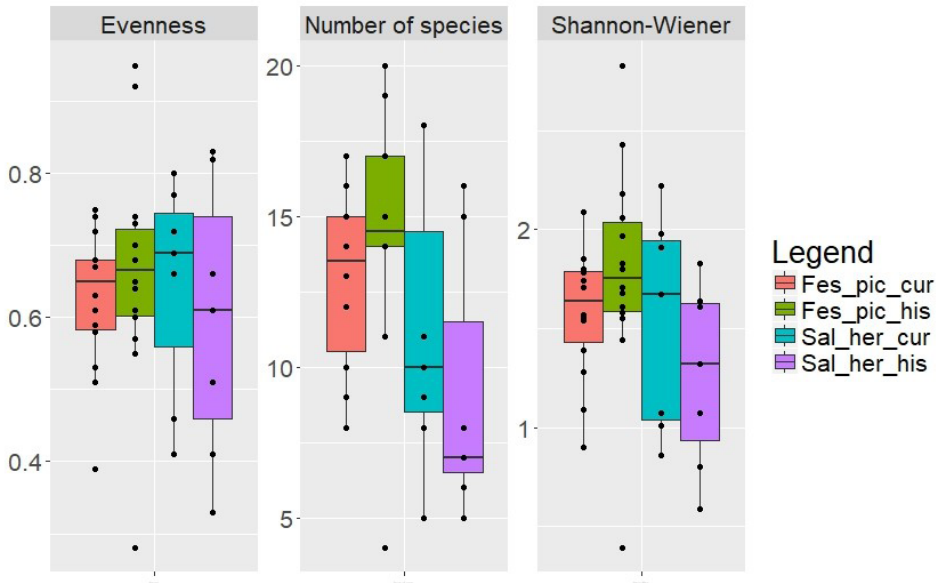 Evenness
Number of species
Shannon-Wiener
0.8
0.6
0.4
20
15
10
5
2
1
Legend
Fes_pic_cur
Fes_pic_his
Sal_her_cur
Sal_her_his